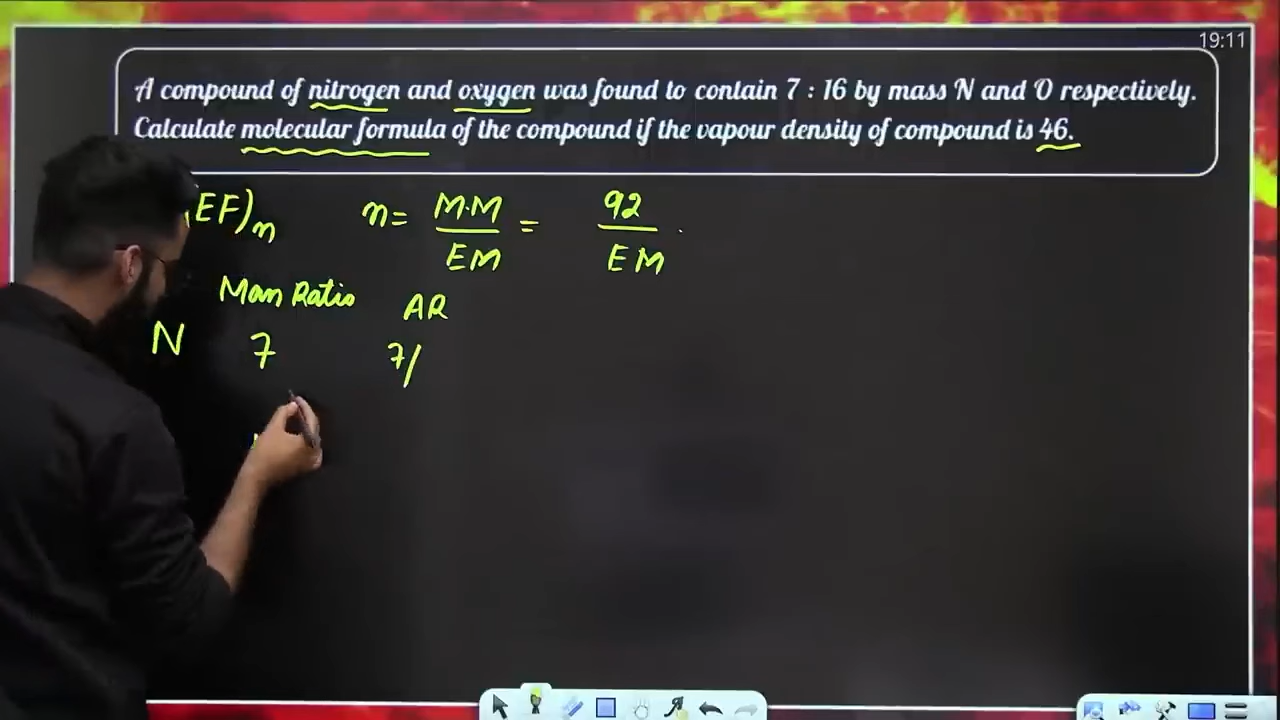 19:11
A compound of nitrogen and oxygen was found to contain 7 : 16 by mass N and O respectively.
Calculate molecular formula of the compound if the vapour density of compound is 46.
(EF)n n= M·M / EM = 92 / EM
Mass Ratio AR
N 7 7/